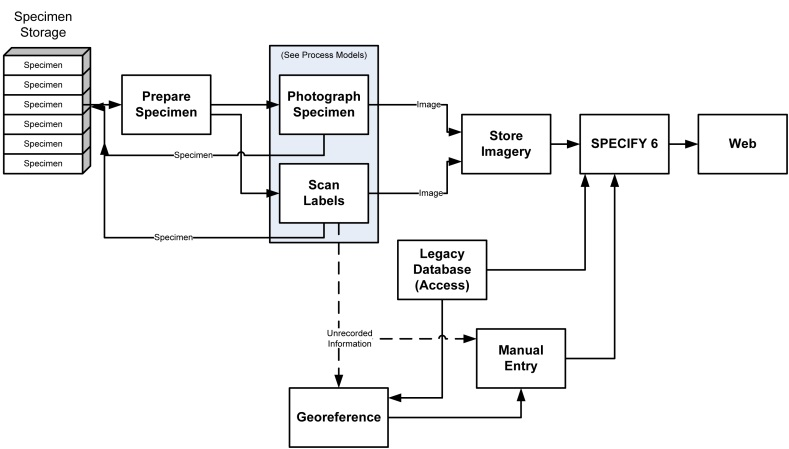 Specimen
Storage
Specimen
Specimen
Specimen
Specimen
Specimen
Specimen
Prepare
Specimen
(See Process Models)
Photograph
Specimen
Scan
Labels
Specimen
Specimen
Image
Image
Store
Imagery
SPECIFY 6
Web
Legacy
Database
(Access)
Unrecorded
Information
Manual
Entry
Georeference